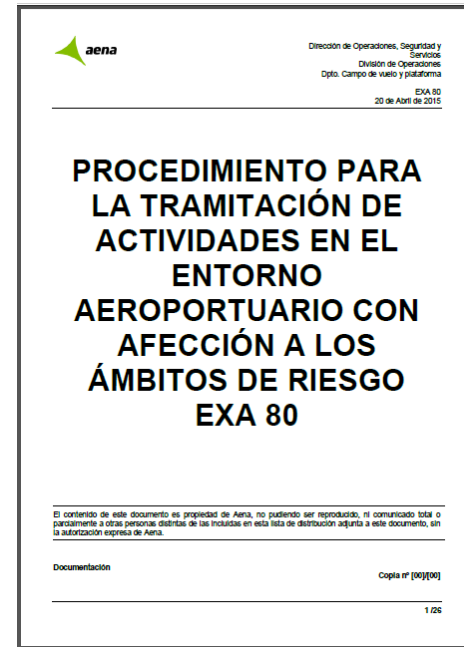 aena
Dirección de Operaciones, Seguridad y
Servicios
División de Operaciones
Dpto. Campo de vuelo y plataforma
EXA 80
20 de Abril de 2015
PROCEDIMIENTO PARA
LA TRAMITACIÓN DE
ACTIVIDADES EN EL
ENTORNO
AEROPORTUARIO CON
AFECCIÓN A LOS
ÁMBITOS DE RIESGO
EXA 80
El contenido de este documento es propiedad de Aena, no pudiendo ser reproducido, ni comunicado total o
parcialmente a otras personas distintas de las incluidas en esta lista de distribución adjunta a este documento, sin
la autorización expresa de Aena.
Documentación
Copia nº [00]/[00]
1 /26